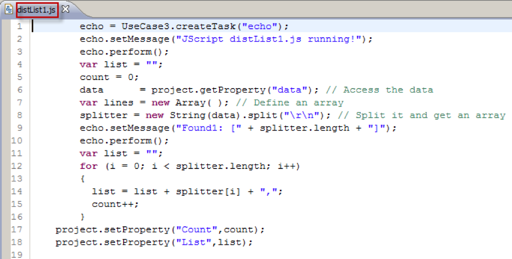 distList1.js
1 echo = UseCase3.createTask("echo");
2 echo.setMessage("JScript distList1.js running!");
3 echo.perform();
4 var list = "";
5 count = 0;
6 data = project.getProperty("data"); // Access the data
7 var lines = new Array( ); // Define an array
8 splitter = new String(data).split("\r\n"); // Split it and get an array
9 echo.setMessage("Found1: [" + splitter.length + "]");
10 echo.perform();
11 var list = "";
12 for (i = 0; i < splitter.length; i++)
13 {
14 list = list + splitter[i] + ",";
15 count++;
16 }
17 project.setProperty("Count",count);
18 project.setProperty("List",list);
19